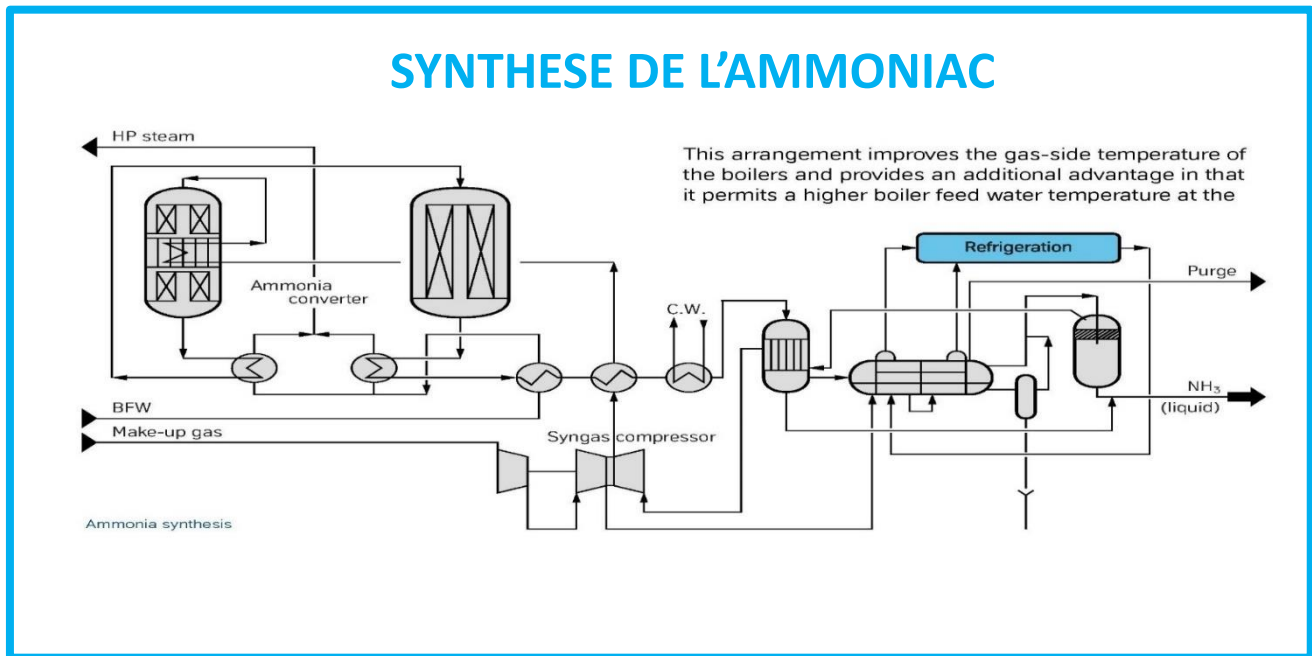 SYNTHESE DE L’AMMONIAC
HP steam
This arrangement improves the gas-side temperature of
the boilers and provides an additional advantage in that
it permits a higher boiler feed water temperature at the
Refrigeration
Purge
Ammonia
converter
C.W.
NH₃
(liquid)
BFW
Make-up gas
Syngas compressor
Ammonia synthesis